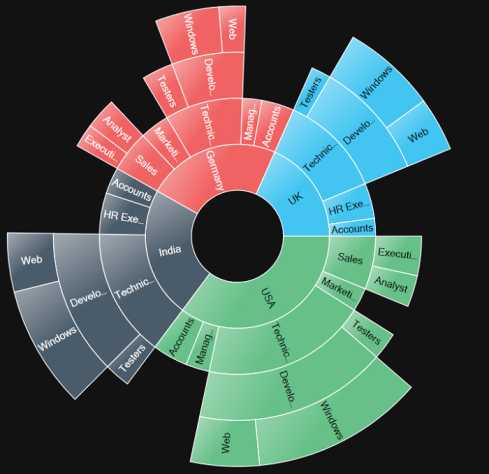 Windows
Web
Develo..
Testers
Technic..
Manag..
Accounts
Marketi..
Analyst
Executi..
Sales
Germany
Testers
Windows
Develo..
Web
Technic..
HR Exe..
Accounts
UK
Accounts
HR Exe..
India
Web
Develo..
Technic..
Windows
Testers
USA
Sales
Executi..
Analyst
Marketi..
Testers
Technic..
Accounts
Manag..
Develo..
Windows
Web